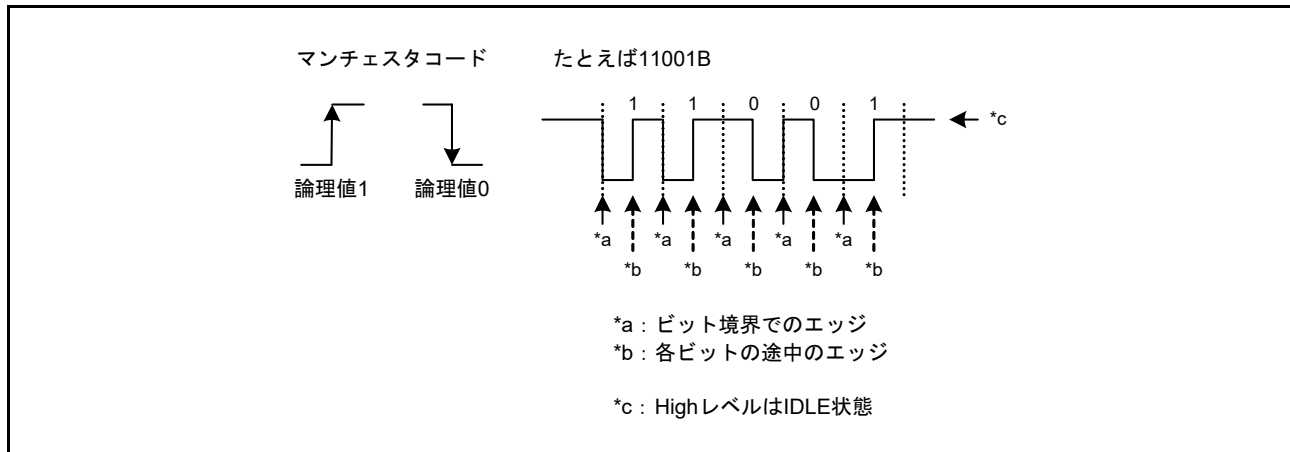 マンチェスタコード たとえば11001B
1 1 0 0 1
*c
論理値1 論理値0
*a *a *a *a *a
*b *b *b *b *b
*a：ビット境界でのエッジ
*b：各ビットの途中のエッジ
*c：HighレベルはIDLE状態